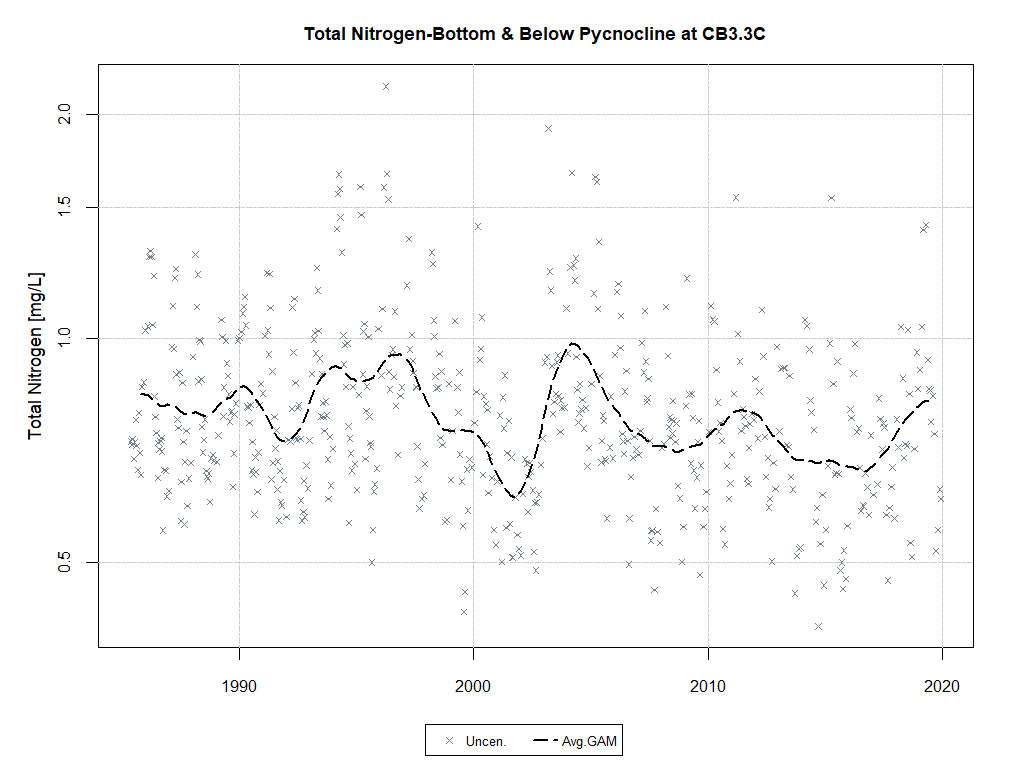 Total Nitrogen-Bottom & Below Pycnocline at CB3.3C
Total Nitrogen [mg/L]
2.0
1.5
1.0
0.5
1990
2000
2010
2020
Uncen.
Avg.GAM